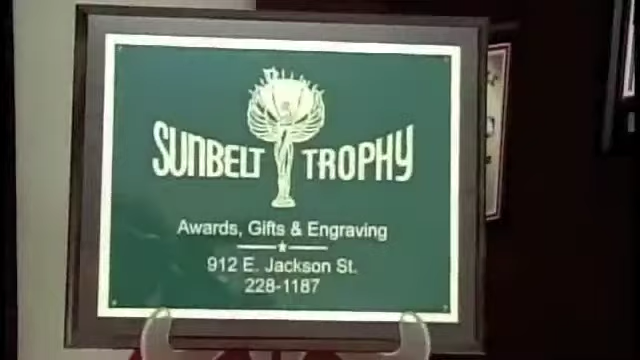 SUNBELT TROPHY
Awards, Gifts & Engraving
912 E. Jackson St.
228-1187